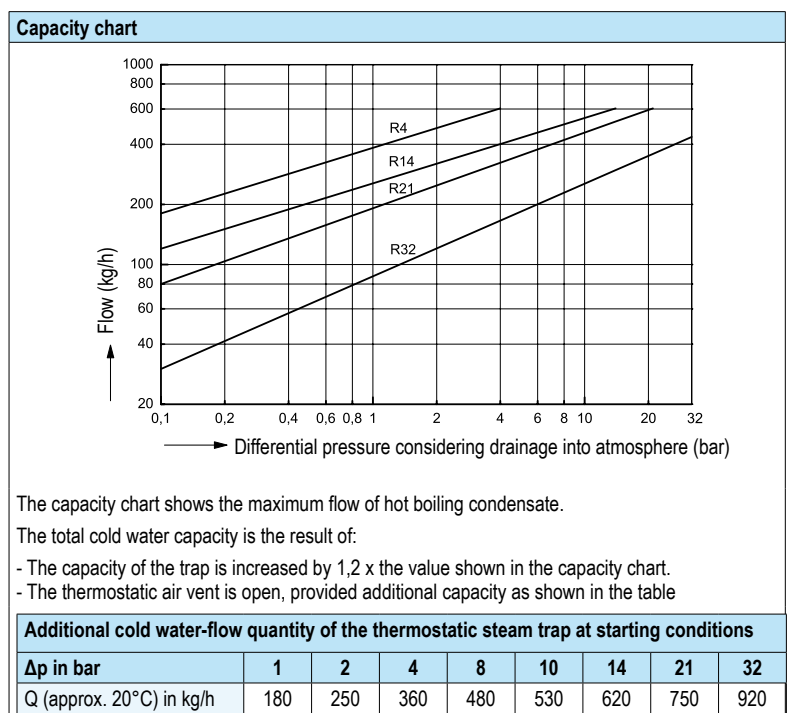 Capacity chart
1000
800
600
400
200
100
80
60
40
20
Flow (kg/h)
R4
R14
R21
R32
0,1 0,2 0,4 0,6 0,8 1 2 4 6 8 10 20 32
Differential pressure considering drainage into atmosphere (bar)
The capacity chart shows the maximum flow of hot boiling condensate.
The total cold water capacity is the result of:
- The capacity of the trap is increased by 1,2 x the value shown in the capacity chart.
- The thermostatic air vent is open, provided additional capacity as shown in the table
Additional cold water-flow quantity of the thermostatic steam trap at starting conditions
Δp in bar 1 2 4 8 10 14 21 32
Q (approx. 20°C) in kg/h 180 250 360 480 530 620 750 920